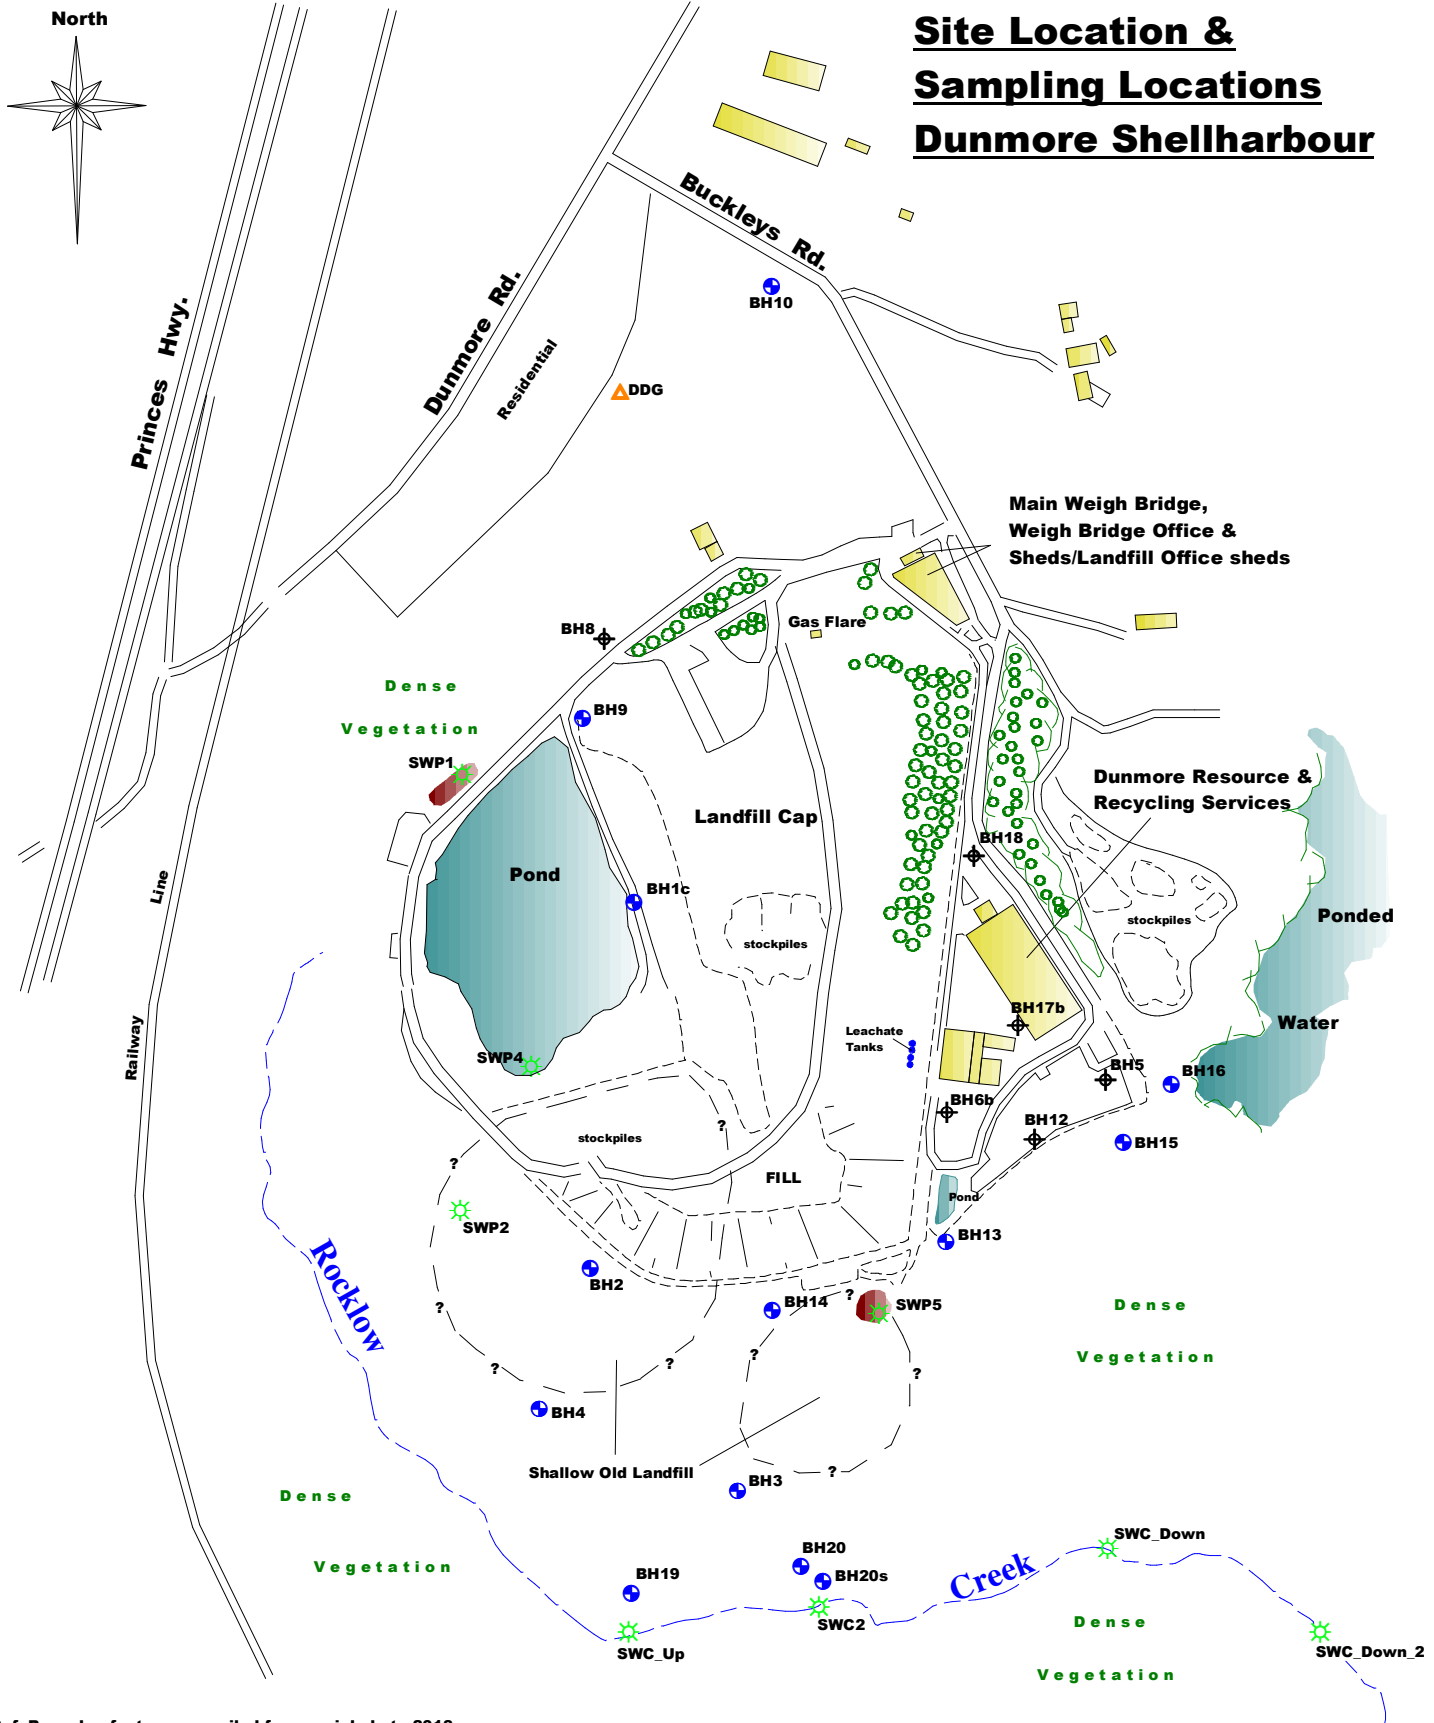 North
Site Location &
Sampling Locations
Dunmore Shellharbour
Buckleys Rd.
Princes Hwy.
Dunmore Rd.
Residential
BH10
DDG
Main Weigh Bridge,
Weigh Bridge Office &
Sheds/Landfill Office sheds
BH8
Gas Flare
Dense
Vegetation
BH9
SWP1
Dunmore Resource &
Recycling Services
Landfill Cap
BH18
Pond
BH1c
Line
stockpiles
stockpiles
Ponded
Water
BH17b
Leachate
Tanks
Railway
SWP4
BH5
BH16
BH6b
BH12
BH15
?
stockpiles
?
FILL
Pond
SWP2
BH13
Rocklow
BH2
BH14
?
SWP5
?
Dense
Vegetation
?
?
?
?
BH4
Shallow Old Landfill
?
BH3
Dense
Vegetation
SWC_Down
BH20
BH20s
BH19
Creek
SWC2
SWC_Up
Dense
Vegetation
SWC_Down_2